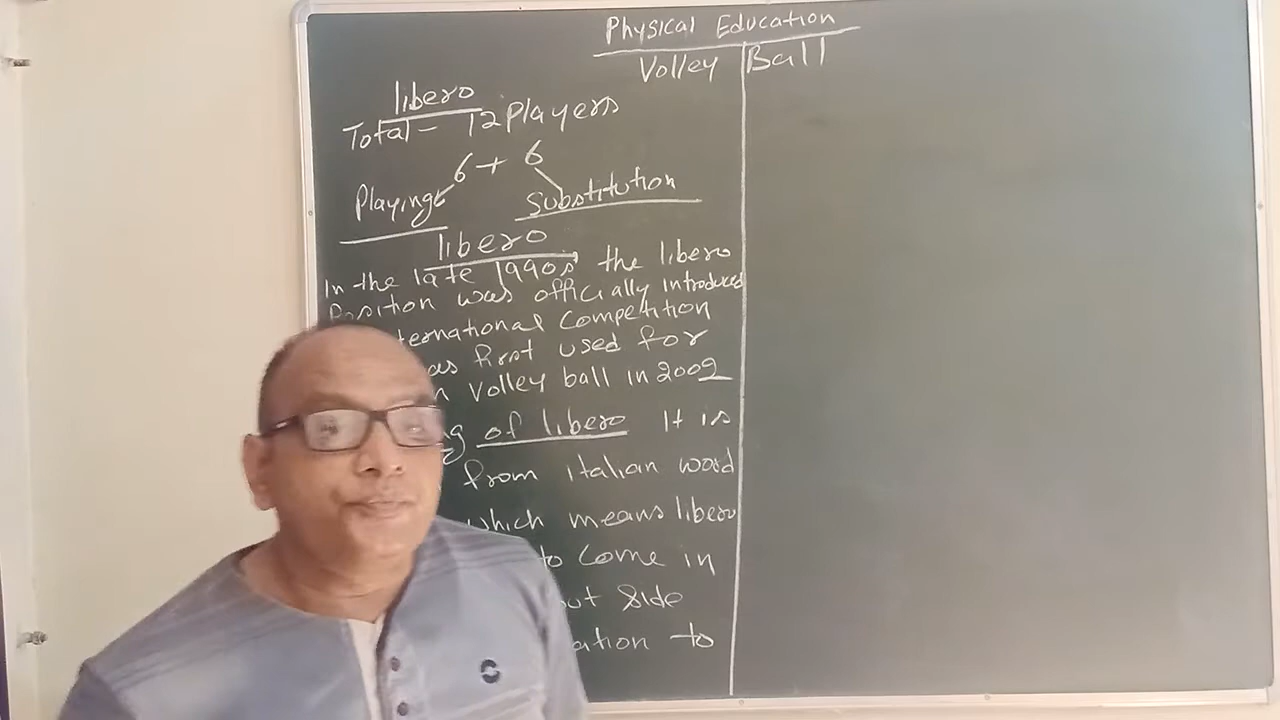 Physical Education
Volley Ball
libero
Total - 12 Players
6 + 6
Playing Substitution
libero
In the late 1990s the libero
Position was officially introduced
International Competition
as first used for
Volley ball in 2009
of libero It is
from italian word
which means libero
to come in
out side
to